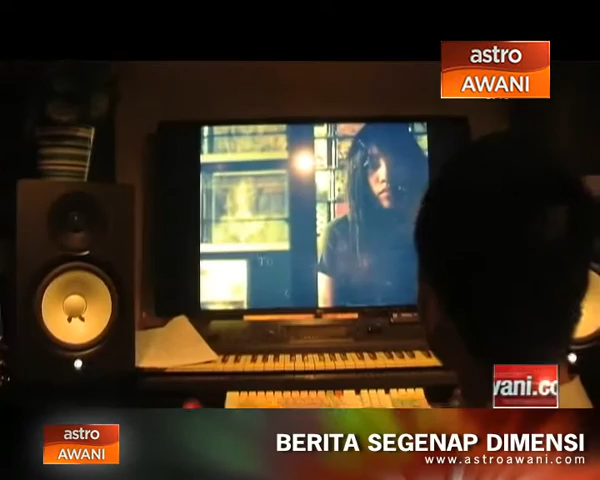 astro
AWANI
wani.co
astro
AWANI
BERITA SEGENAP DIMENSI
www.astroawani.com